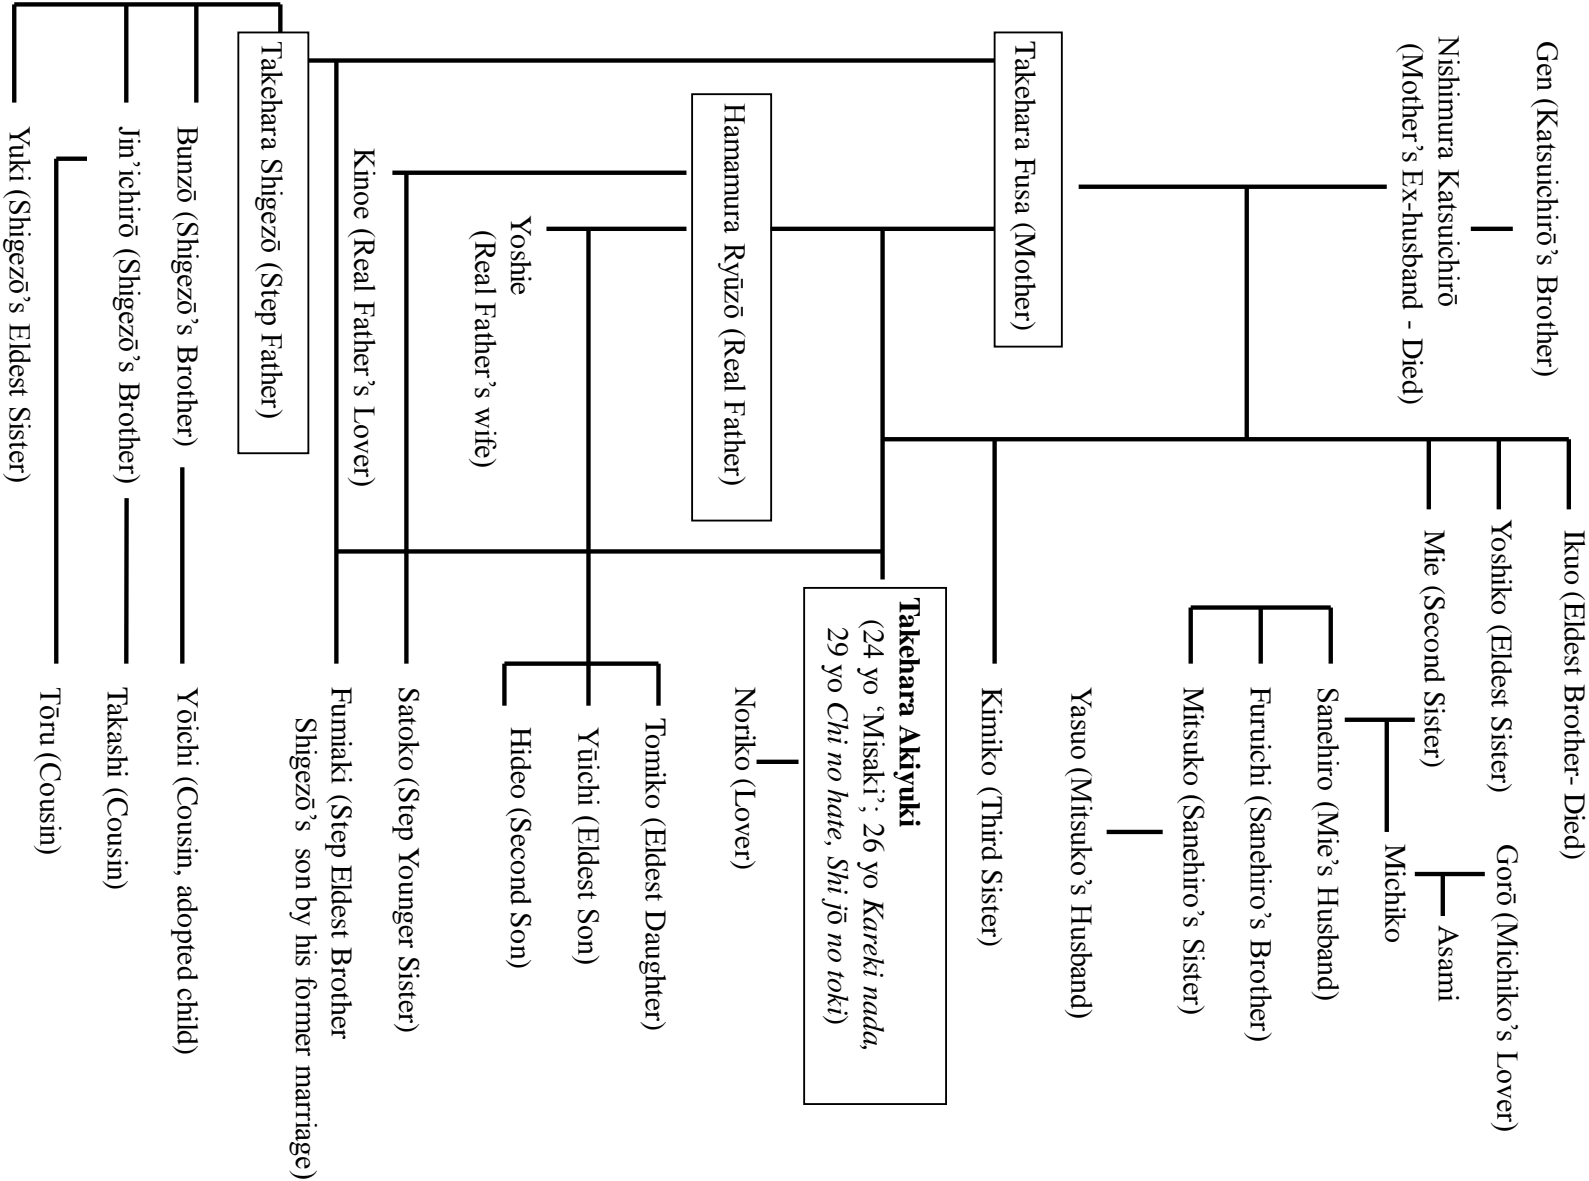 Gen (Katsuichirō’s Brother)
Nishimura Katsuichirō
(Mother’s Ex-husband - Died)
Ikuo (Eldest Brother- Died)
Yoshiko (Eldest Sister)
Mie (Second Sister)
Gorō (Michiko’s Lover)
Asami
Michiko
Sanehiro (Mie’s Husband)
Furuichi (Sanehiro’s Brother)
Mitsuko (Sanehiro’s Sister)
Yasuo (Mitsuko’s Husband)
Takehara Fusa (Mother)
Kimiko (Third Sister)
Takehara Akiyuki
(24 yo ‘Misaki’; 26 yo Kareki nada,
29 yo Chi no hate, Shi jō no toki)
Noriko (Lover)
Hamamura Ryūzō (Real Father)
Tomiko (Eldest Daughter)
Yūichi (Eldest Son)
Hideo (Second Son)
Yoshie
(Real Father’s wife)
Satoko (Step Younger Sister)
Kinoe (Real Father’s Lover)
Fumiaki (Step Eldest Brother
Shigezō’s son by his former marriage)
Takehara Shigezō (Step Father)
Bunzō (Shigezō’s Brother)
Yōichi (Cousin, adopted child)
Jin’ichirō (Shigezō’s Brother)
Takashi (Cousin)
Tōru (Cousin)
Yuki (Shigezō’s Eldest Sister)